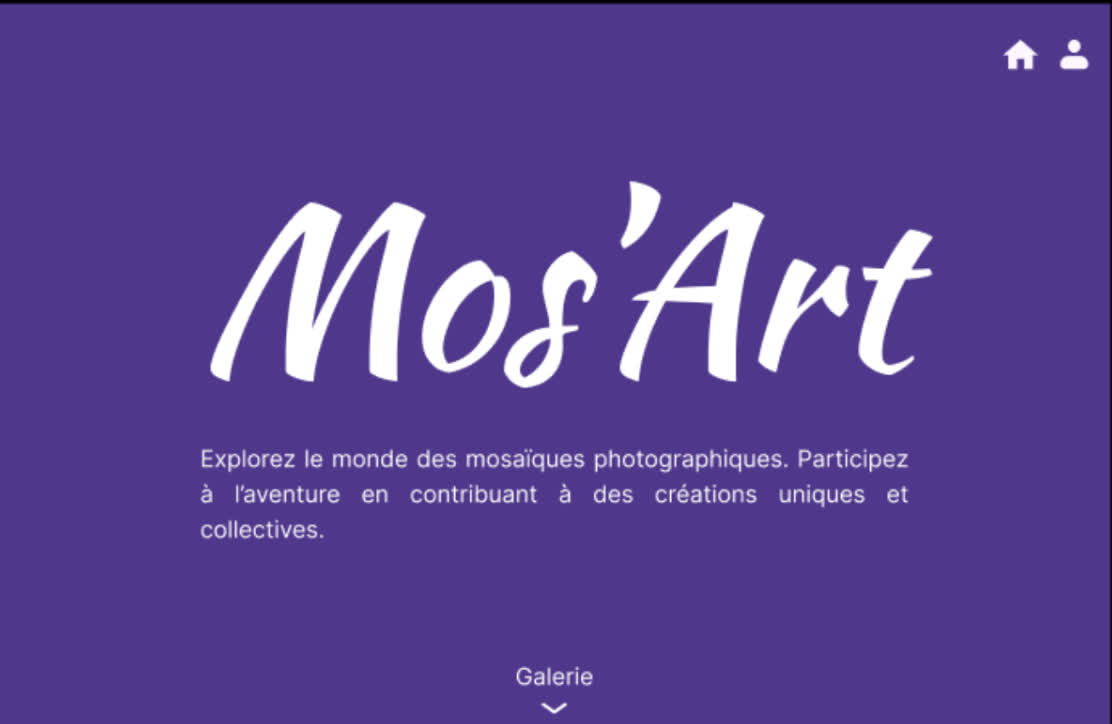 Mos'Art
Explorez le monde des mosaïques photographiques. Participez
à l’aventure en contribuant à des créations uniques et
collectives.
Galerie